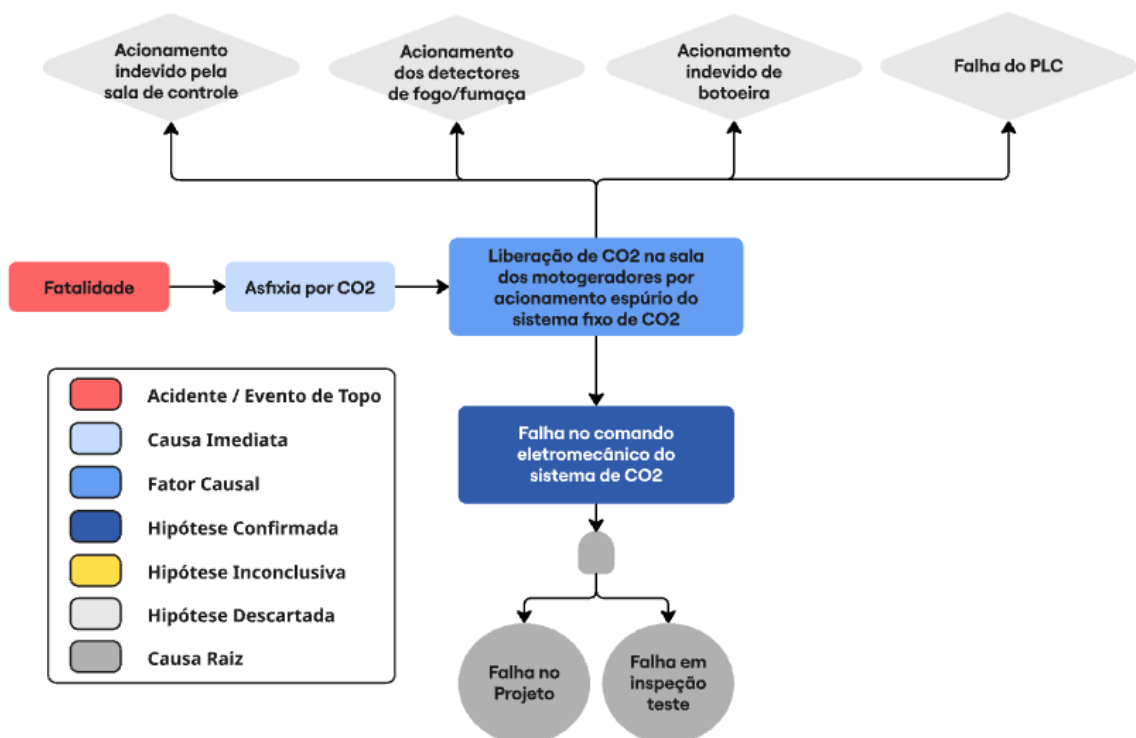 Acionamento
indevido pela
sala de controle
Acionamento
dos detectores
de fogo/fumaça
Acionamento
indevido de
botoeira
Falha do PLC
Fatalidade
Asfixia por CO2
Liberação de CO2 na sala
dos motogeradores por
acionamento espúrio do
sistema fixo de CO2
Acidente / Evento de Topo
Causa Imediata
Fator Causal
Hipótese Confirmada
Hipótese Inconclusiva
Hipótese Descartada
Causa Raiz
Falha no comando
eletromecânico do
sistema de CO2
Falha no
Projeto
Falha em
inspeção
teste